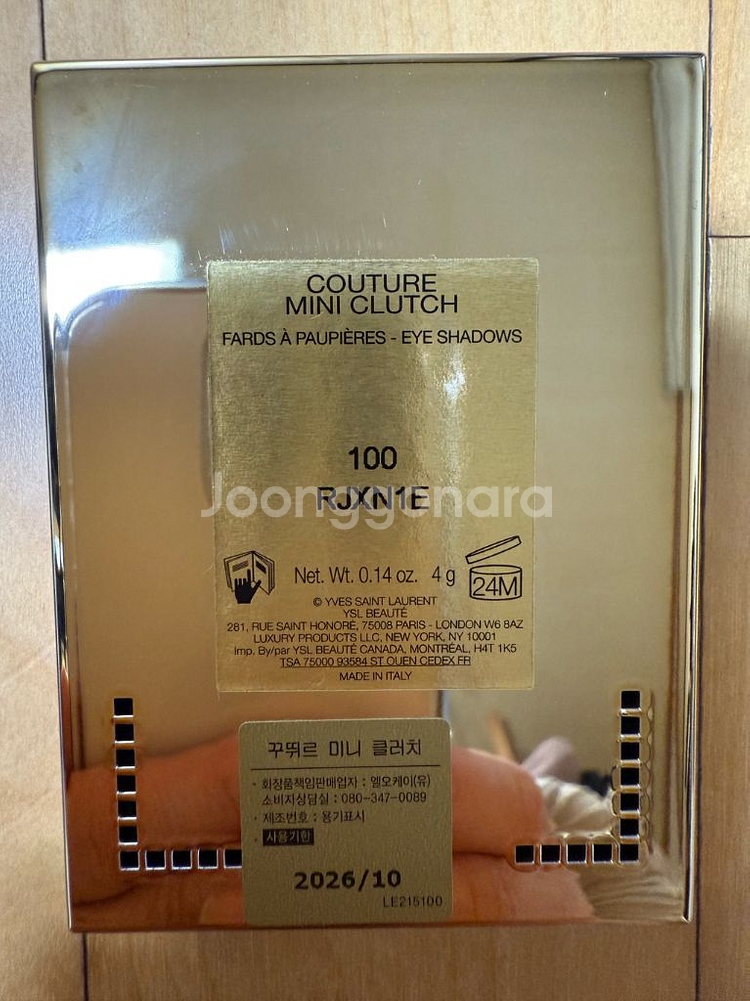 COUTURE
MINI CLUTCH
FARDS À PAUPIÈRES - EYE SHADOWS
100
RJXN1E
Joonggonara
Net. Wt. 0.14 oz. 4 g
24M
© YVES SAINT LAURENT
YSL BEAUTÉ
281, RUE SAINT HONORÉ, 75008 PARIS - LONDON W6 8AZ
LUXURY PRODUCTS LLC, NEW YORK, NY 10001
Imp. By/par YSL BEAUTÉ CANADA, MONTRÉAL, H4T 1K5
TSA 75000 93584 ST OUEN CEDEX FR
MADE IN ITALY
꾸뛰르 미니 클러치
· 화장품책임판매업자 : 엘오케이(유)
소비자상담실 : 080-347-0089
· 제조번호 : 용기표시
· 사용기한
2026/10
LE215100